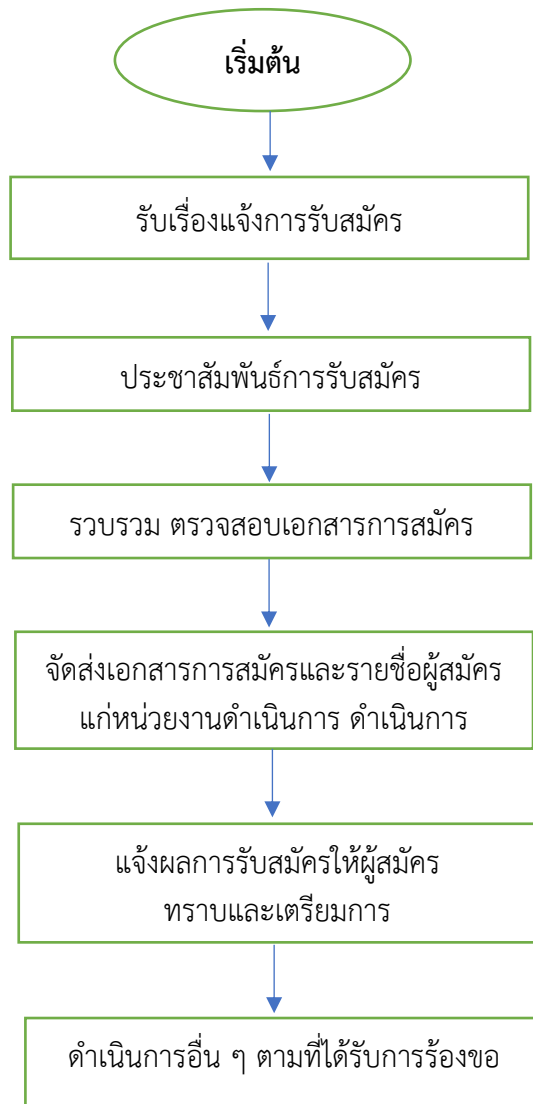 เริ่มต้น
รับเรื่องแจ้งการรับสมัคร
ประชาสัมพันธ์การรับสมัคร
รวบรวม ตรวจสอบเอกสารการสมัคร
จัดส่งเอกสารการสมัครและรายชื่อผู้สมัคร
แก่หน่วยงานดำเนินการ ดำเนินการ
แจ้งผลการรับสมัครให้ผู้สมัคร
ทราบและเตรียมการ
ดำเนินการอื่น ๆ ตามที่ได้รับการร้องขอ